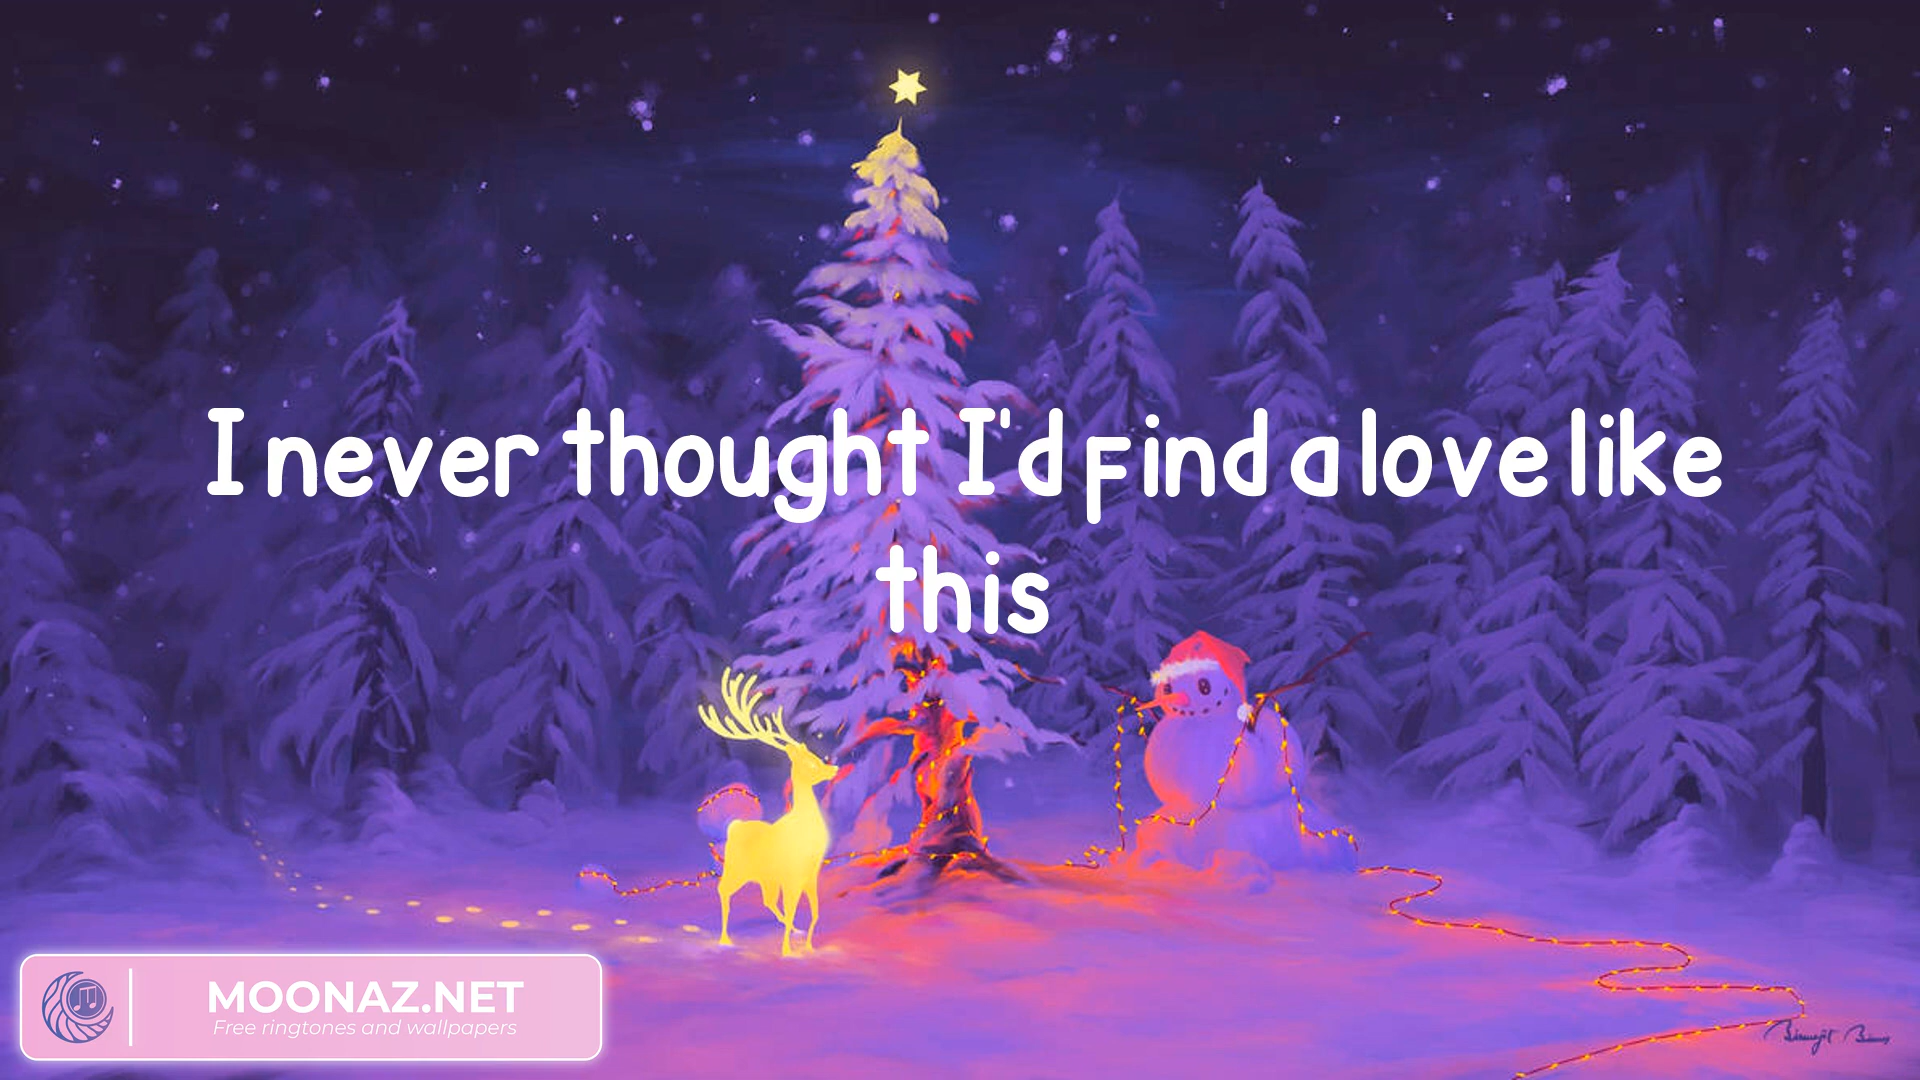 I never thought I'd find a love like
this
MOONAZ.NET
Free ringtones and wallpapers